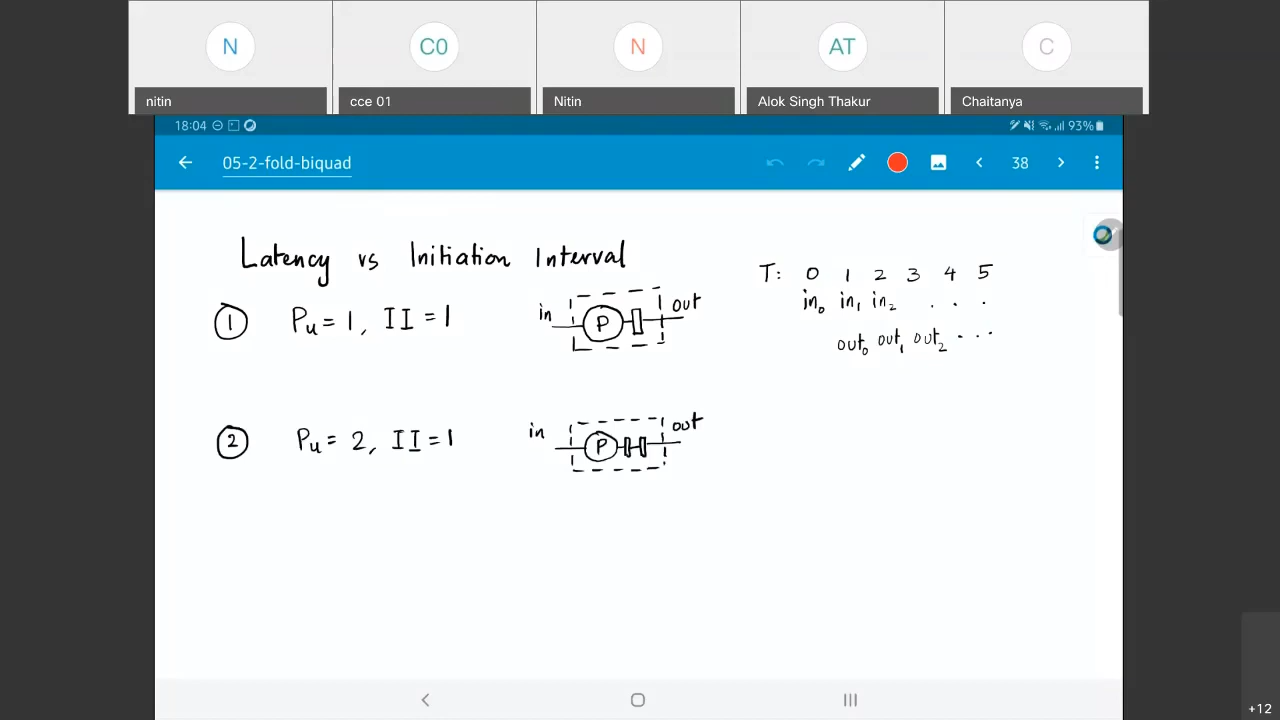 N
C0
N
AT
C
nitin
cce 01
Nitin
Alok Singh Thakur
Chaitanya
18:04
93%
05-2-fold-biquad
38
Latency vs Initiation Interval
T: 0 1 2 3 4 5
in0 in1 in2 . . .
out0 out1 out2 . . .
1 Pu = 1, II = 1
in P out
2 Pu = 2, II = 1
in P out
+12